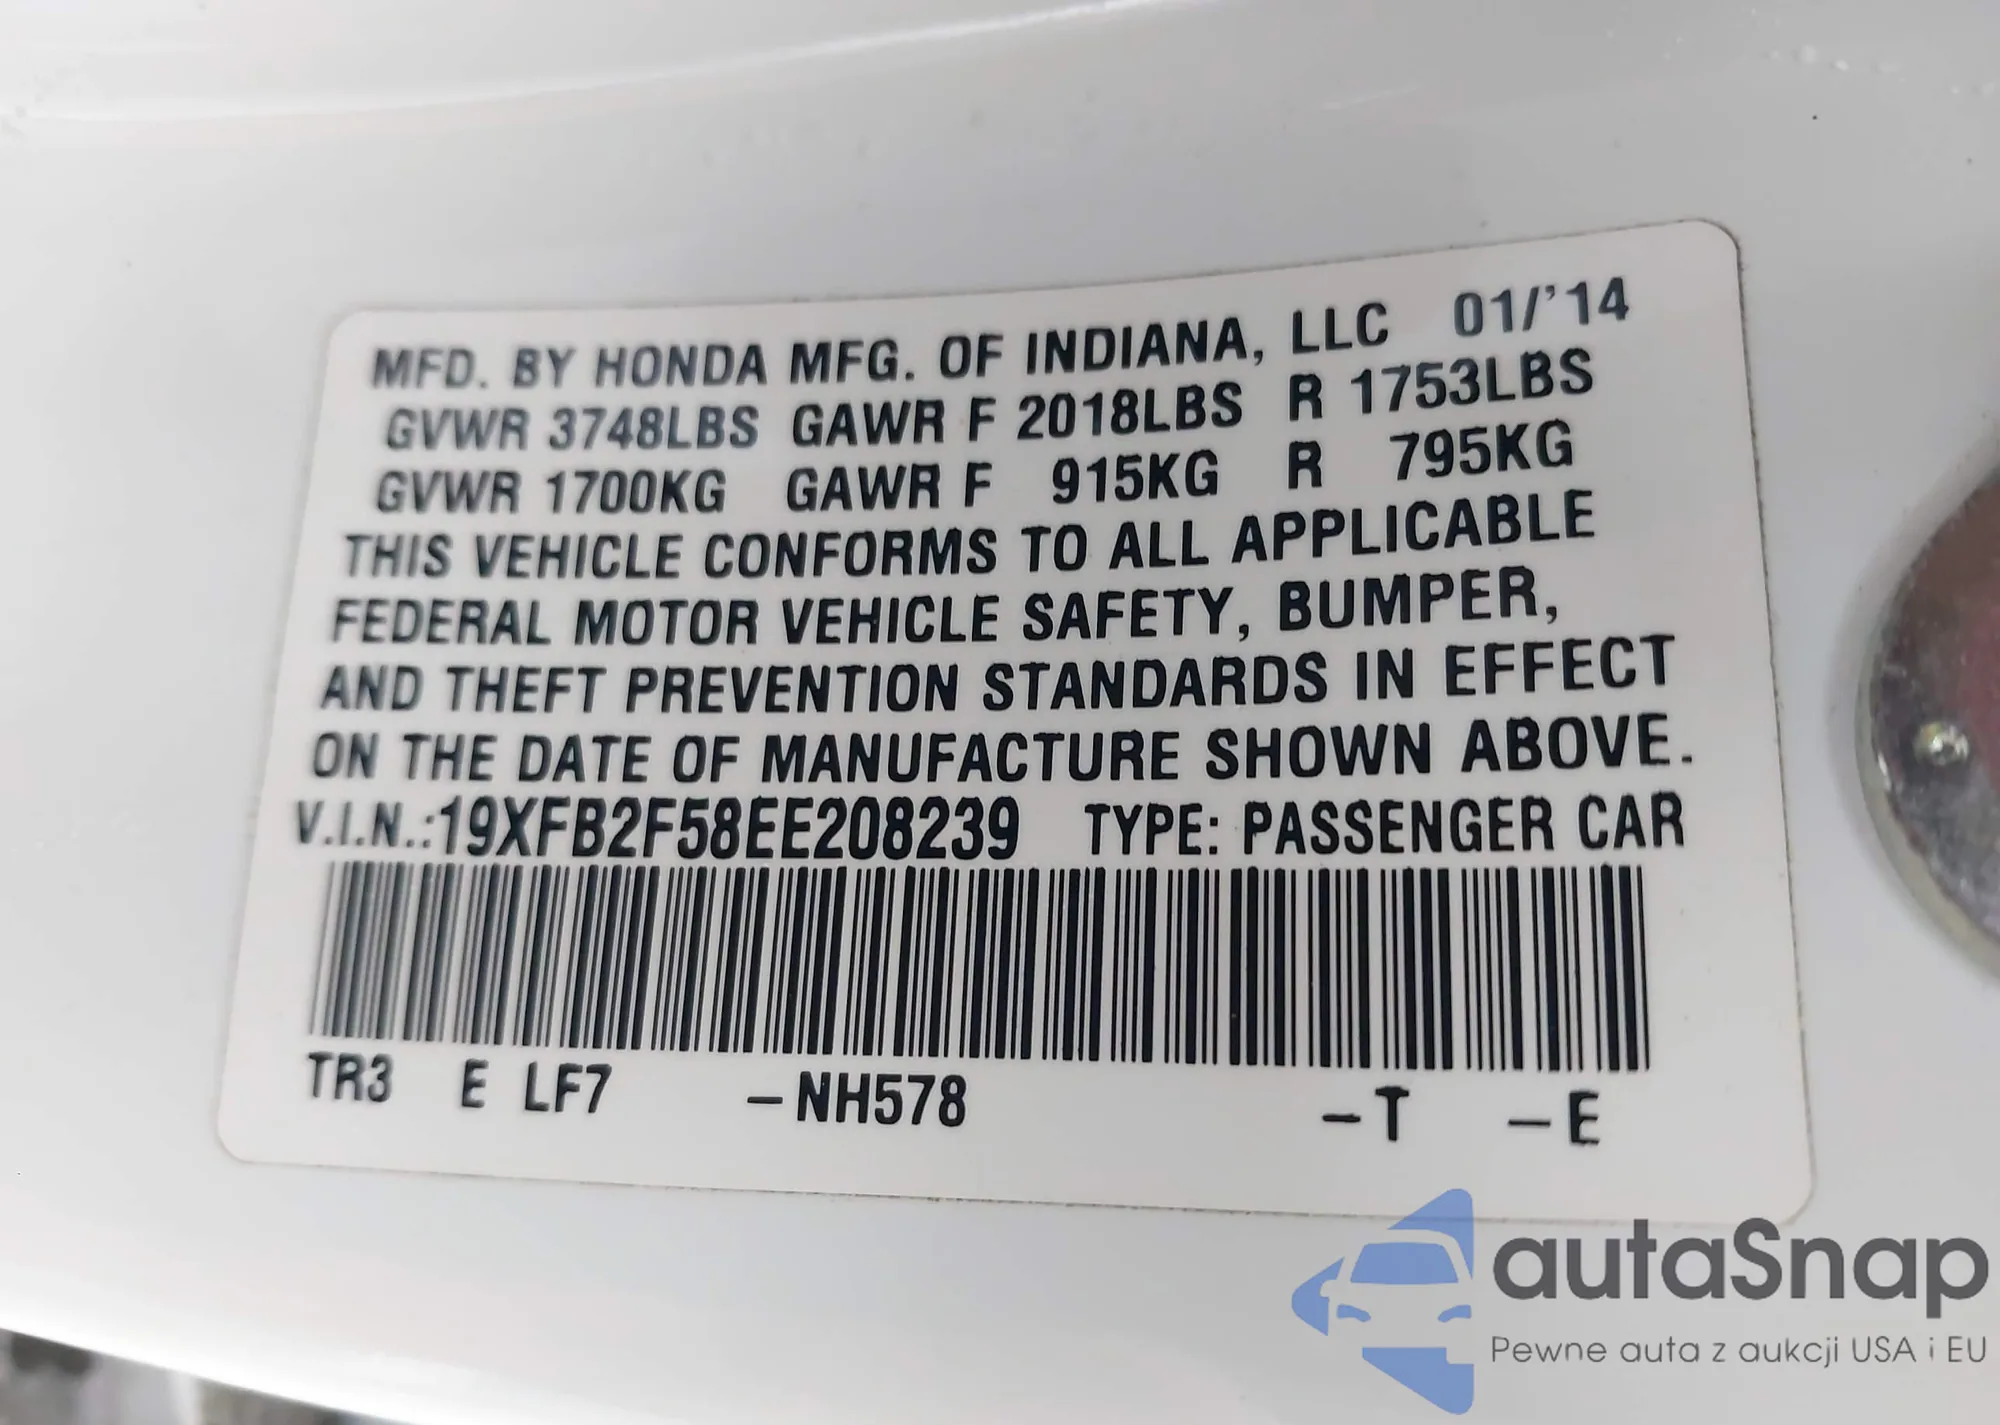 MFD. BY HONDA MFG. OF INDIANA, LLC 01/'14
GVWR 3748LBS GAWR F 2018LBS R 1753LBS
GVWR 1700KG GAWR F 915KG R 795KG
THIS VEHICLE CONFORMS TO ALL APPLICABLE
FEDERAL MOTOR VEHICLE SAFETY, BUMPER,
AND THEFT PREVENTION STANDARDS IN EFFECT
ON THE DATE OF MANUFACTURE SHOWN ABOVE.
V.I.N.:19XFB2F58EE208239 TYPE: PASSENGER CAR
TR3 E LF7 –NH578 –T –E
autaSnap
Pewne auta z aukcji USA i EU